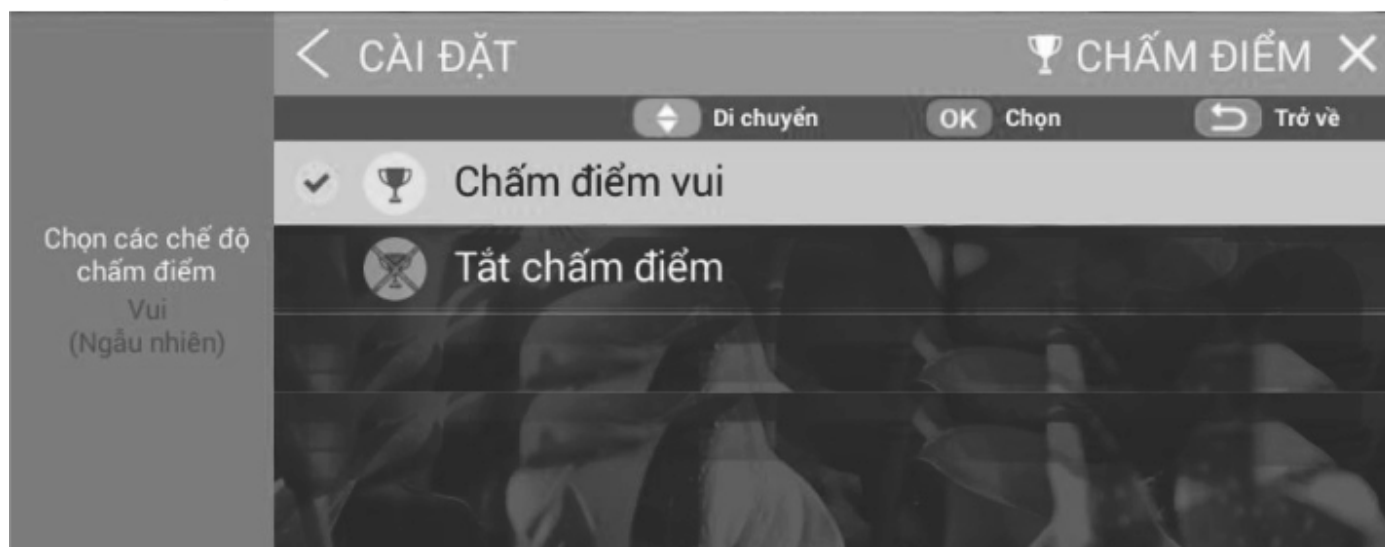 CÀI ĐẶT
CHẤM ĐIỂM
Di chuyển
OK Chọn
Trở về
Chấm điểm vui
Tắt chấm điểm
Chọn các chế độ
chấm điểm
Vui
(Ngẫu nhiên)